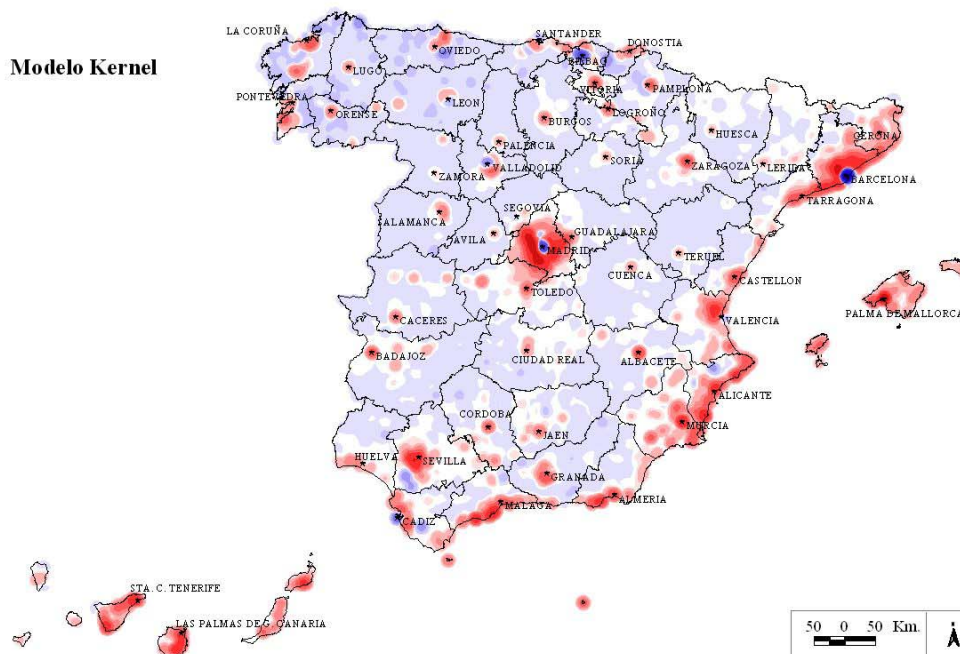 LA CORUÑA
SANTANDER
DONOSTIA
OVIEDO
BILBAO
Modelo Kernel
LUGO
VITORIA
PAMPLONA
PONTEVEDRA
LEON
ORENSE
LOGROÑO
BURGOS
HUESCA
GERONA
PALENCIA
SORIA
ZARAGOZA
LERIDA
VALLADOLID
ZAMORA
BARCELONA
TARRAGONA
SEGOVIA
SALAMANCA
AVILA
GUADALAJARA
MADRID
TERUEL
CUENCA
CASTELLON
TOLEDO
PALMA DE MALLORCA
CACERES
VALENCIA
BADAJOZ
CIUDAD REAL
ALBACETE
ALICANTE
CORDOBA
MURCIA
JAEN
HUELVA
SEVILLA
GRANADA
ALMERIA
MALAGA
CADIZ
STA. C. TENERIFE
LAS PALMAS DE G. CANARIA
50 0 50 Km.